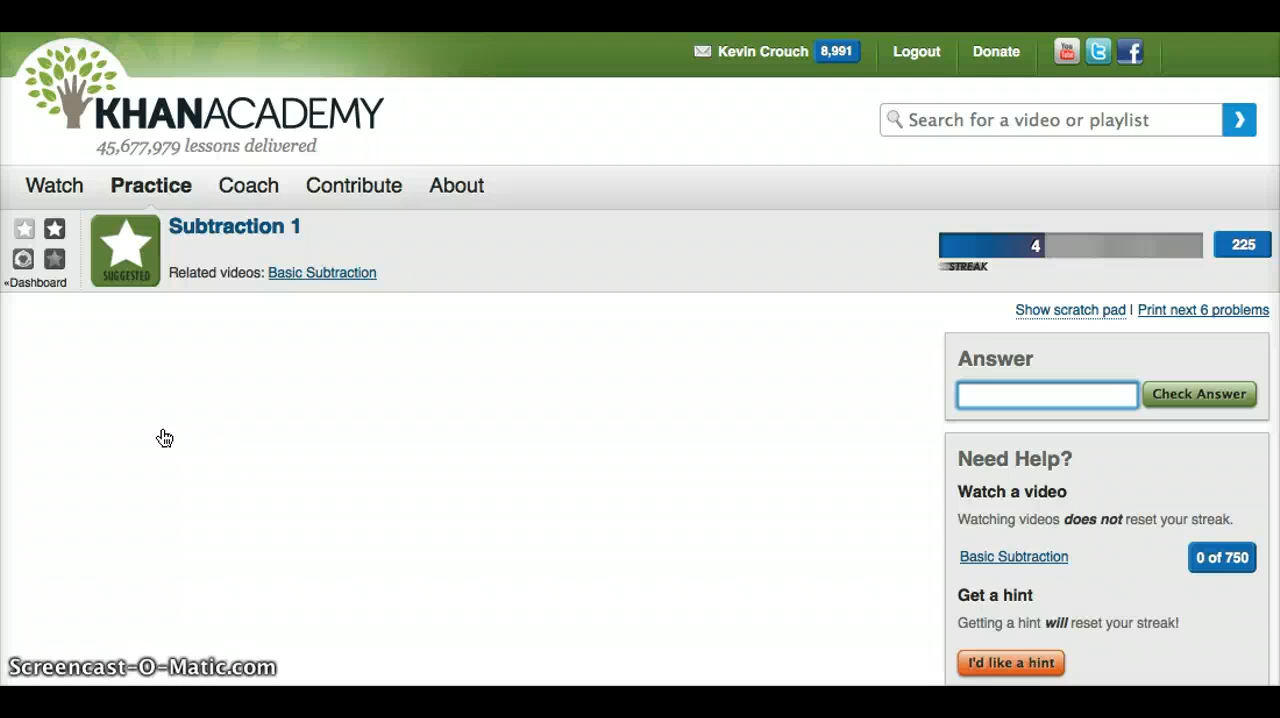 Kevin Crouch 8,991 Logout Donate You Tube t f
KHANACADEMY
45,677,979 lessons delivered
Search for a video or playlist
Watch Practice Coach Contribute About
Subtraction 1
SUGGESTED
Related videos: Basic Subtraction
«Dashboard
4
225
STREAK
Show scratch pad | Print next 6 problems
Answer
Check Answer
Need Help?
Watch a video
Watching videos does not reset your streak.
Basic Subtraction 0 of 750
Get a hint
Getting a hint will reset your streak!
I'd like a hint
Screencast-O-Matic.com